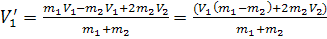 V₁′ = (m₁V₁−m₂V₁+2m₂V₂)/(m₁+m₂) = ((V₁(m₁−m₂)+2m₂V₂))/(m₁+m₂)